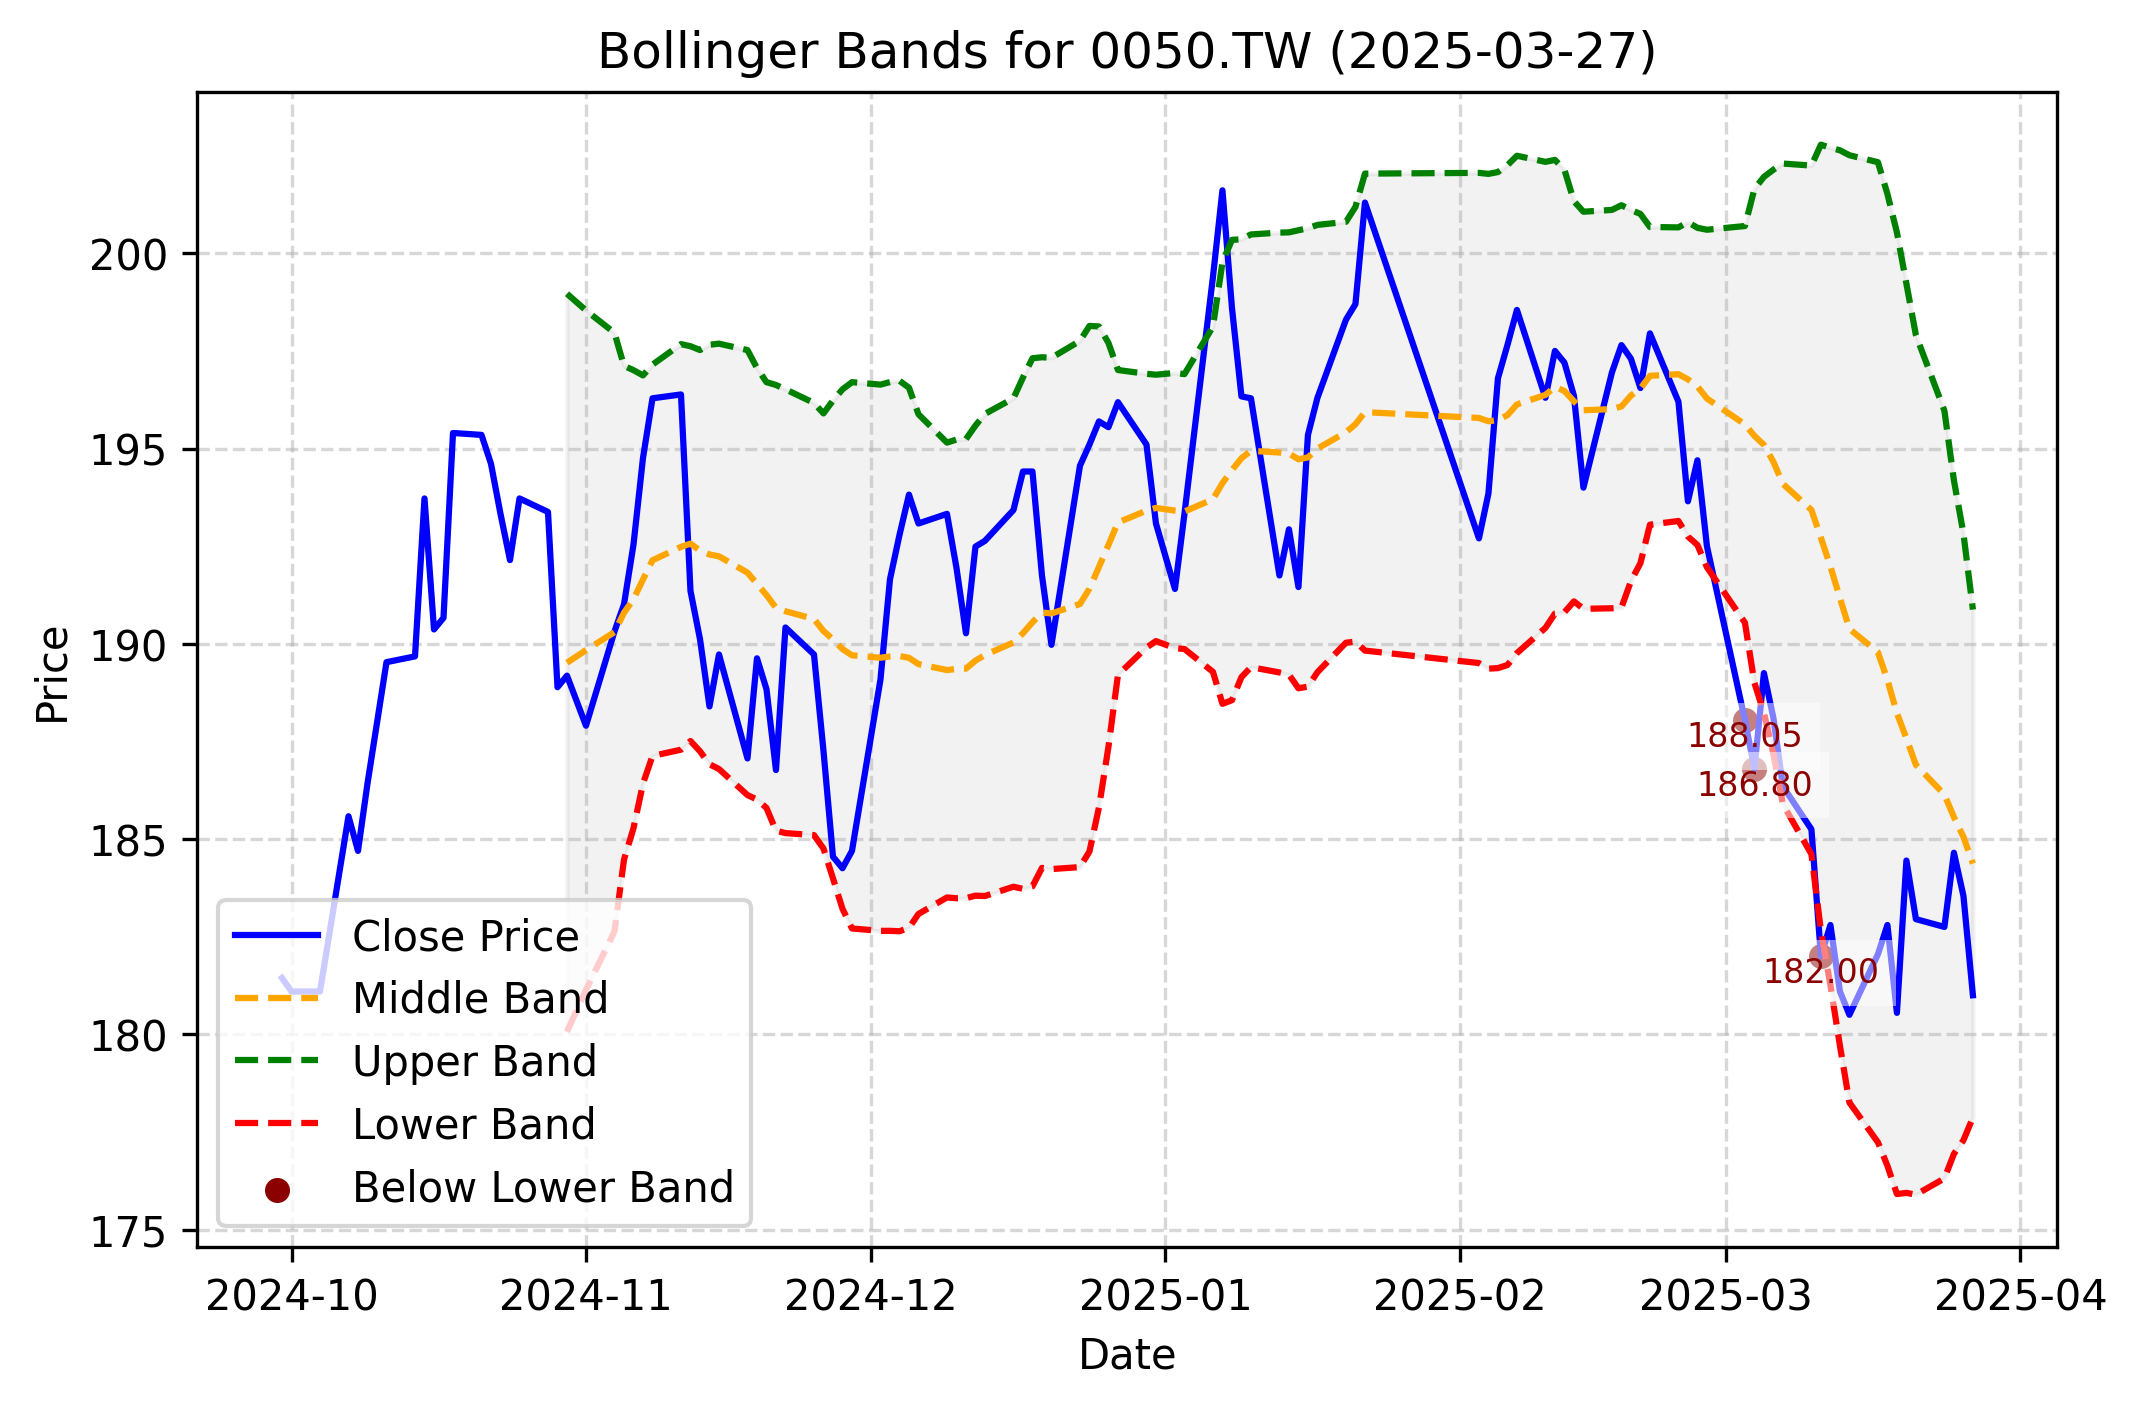 Bollinger Bands for 0050.TW (2025-03-27)
Price
200
195
190
185
180
175
188.05
186.80
182.00
Close Price
Middle Band
Upper Band
Lower Band
Below Lower Band
2024-10 2024-11 2024-12 2025-01 2025-02 2025-03 2025-04
Date